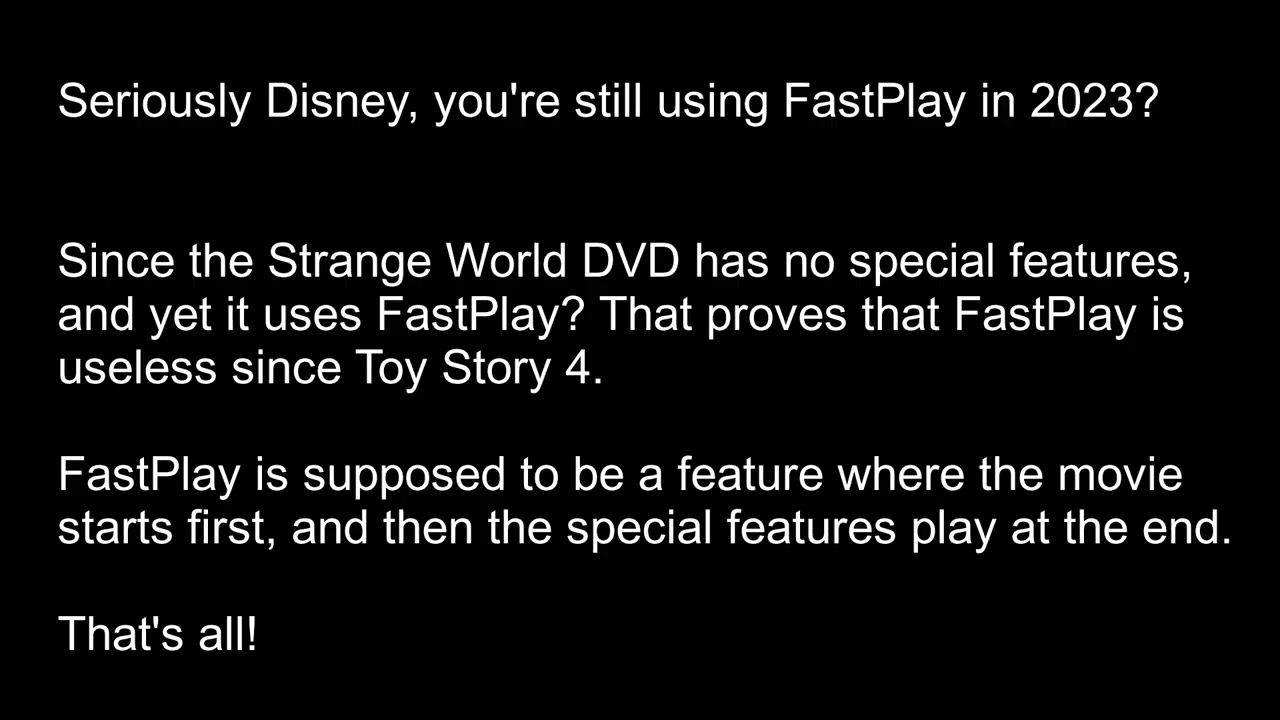 Seriously Disney, you're still using FastPlay in 2023?
Since the Strange World DVD has no special features,
and yet it uses FastPlay? That proves that FastPlay is
useless since Toy Story 4.
FastPlay is supposed to be a feature where the movie
starts first, and then the special features play at the end.
That's all!